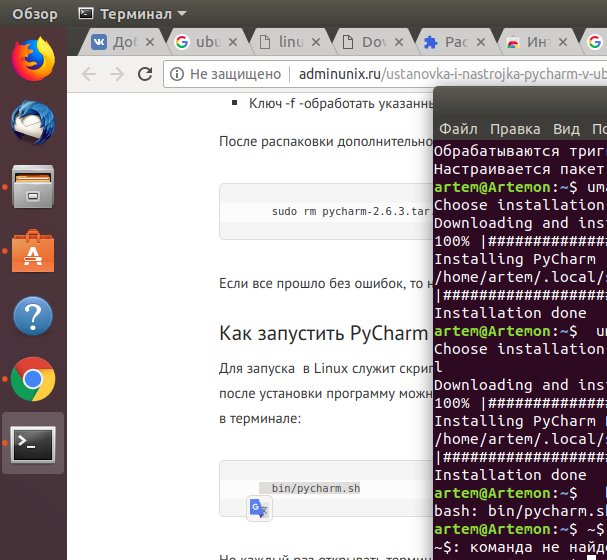 Обзор
Терминал
Доб
ubu
linu
Dov
Рас
Инт
Не защищено
adminunix.ru/ustanovka-i-nastrojka-pycharm-v-ub
Ключ -f -обработать указанны
После распаковки дополнительно
sudo rm pycharm-2.6.3.tar.
Если все прошло без ошибок, то н
Как запустить PyCharm
Для запуска в Linux служит скрип
после установки программу можн
в терминале:
bin/pycharm.sh
Но каждый раз открывать термин
Файл Правка Вид По
Обрабатываются триг
Настраивается пакет
artem@Artemon:~$ uma
Choose installation
Downloading and inst
100% |##############
Installing PyCharm
/home/artem/.local/s
|###################
Installation done
artem@Artemon:~$ um
Choose installation
l
Downloading and inst
100% |##############
Installing PyCharm
/home/artem/.local/s
|###################
Installation done
artem@Artemon:~$
bash: bin/pycharm.sh
artem@Artemon:~$ ~$
~$: команда не найде